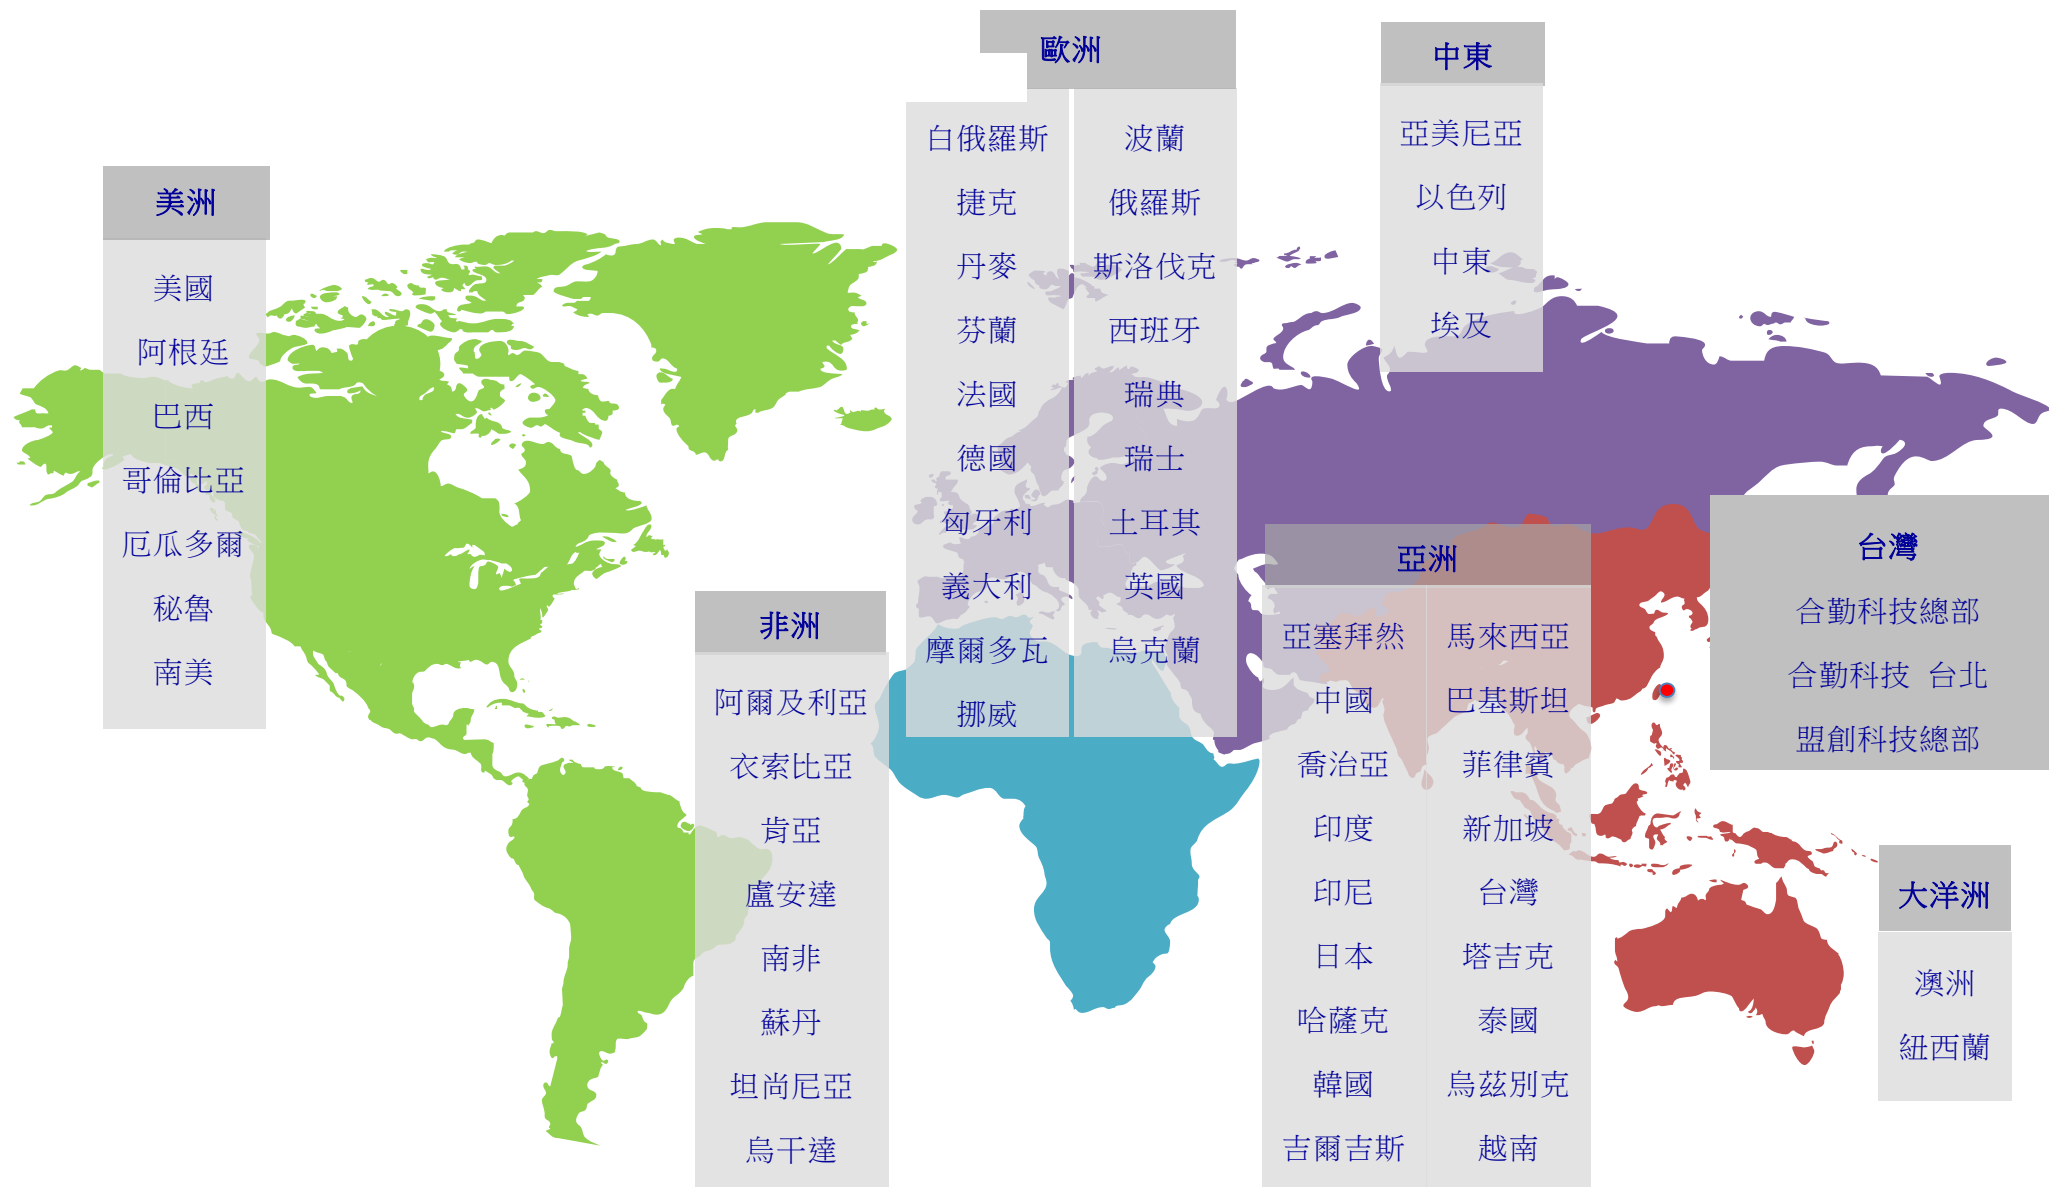 美洲
美國
阿根廷
巴西
哥倫比亞
厄瓜多爾
秘魯
南美
非洲
阿爾及利亞
衣索比亞
肯亞
盧安達
南非
蘇丹
坦尚尼亞
烏干達
歐洲
白俄羅斯
捷克
丹麥
芬蘭
法國
德國
匈牙利
義大利
摩爾多瓦
挪威
波蘭
俄羅斯
斯洛伐克
西班牙
瑞典
瑞士
土耳其
英國
烏克蘭
中東
亞美尼亞
以色列
中東
埃及
亞洲
亞塞拜然
中國
喬治亞
印度
印尼
日本
哈薩克
韓國
吉爾吉斯
馬來西亞
巴基斯坦
菲律賓
新加坡
台灣
塔吉克
泰國
烏茲別克
越南
台灣
合勤科技總部
合勤科技 台北
盟創科技總部
大洋洲
澳洲
紐西蘭